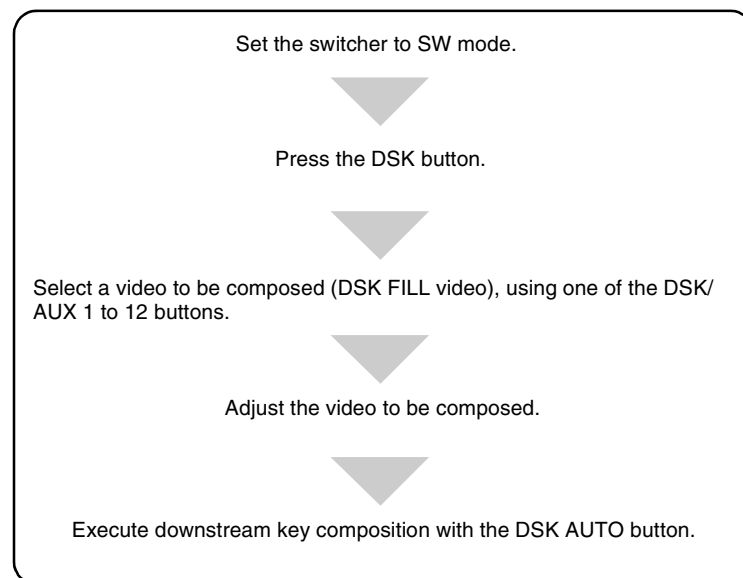 Set the switcher to SW mode.
Press the DSK button.
Select a video to be composed (DSK FILL video), using one of the DSK/
AUX 1 to 12 buttons.
Adjust the video to be composed.
Execute downstream key composition with the DSK AUTO button.